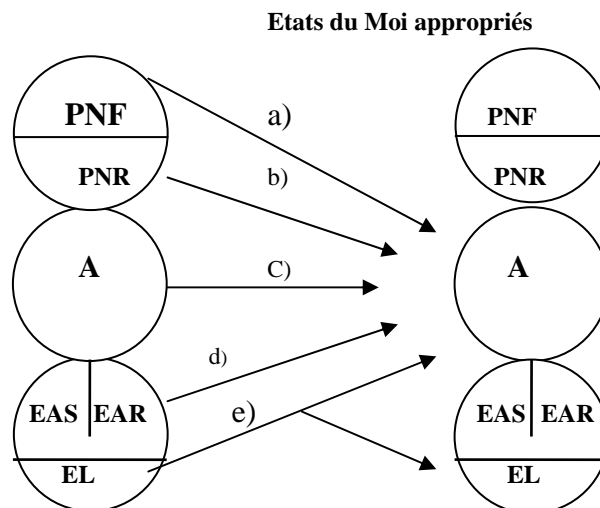 Etats du Moi appropriés
PNF
a)
PNF
PNR
b)
PNR
A
C)
A
d)
EAS EAR
e)
EAS EAR
EL
EL